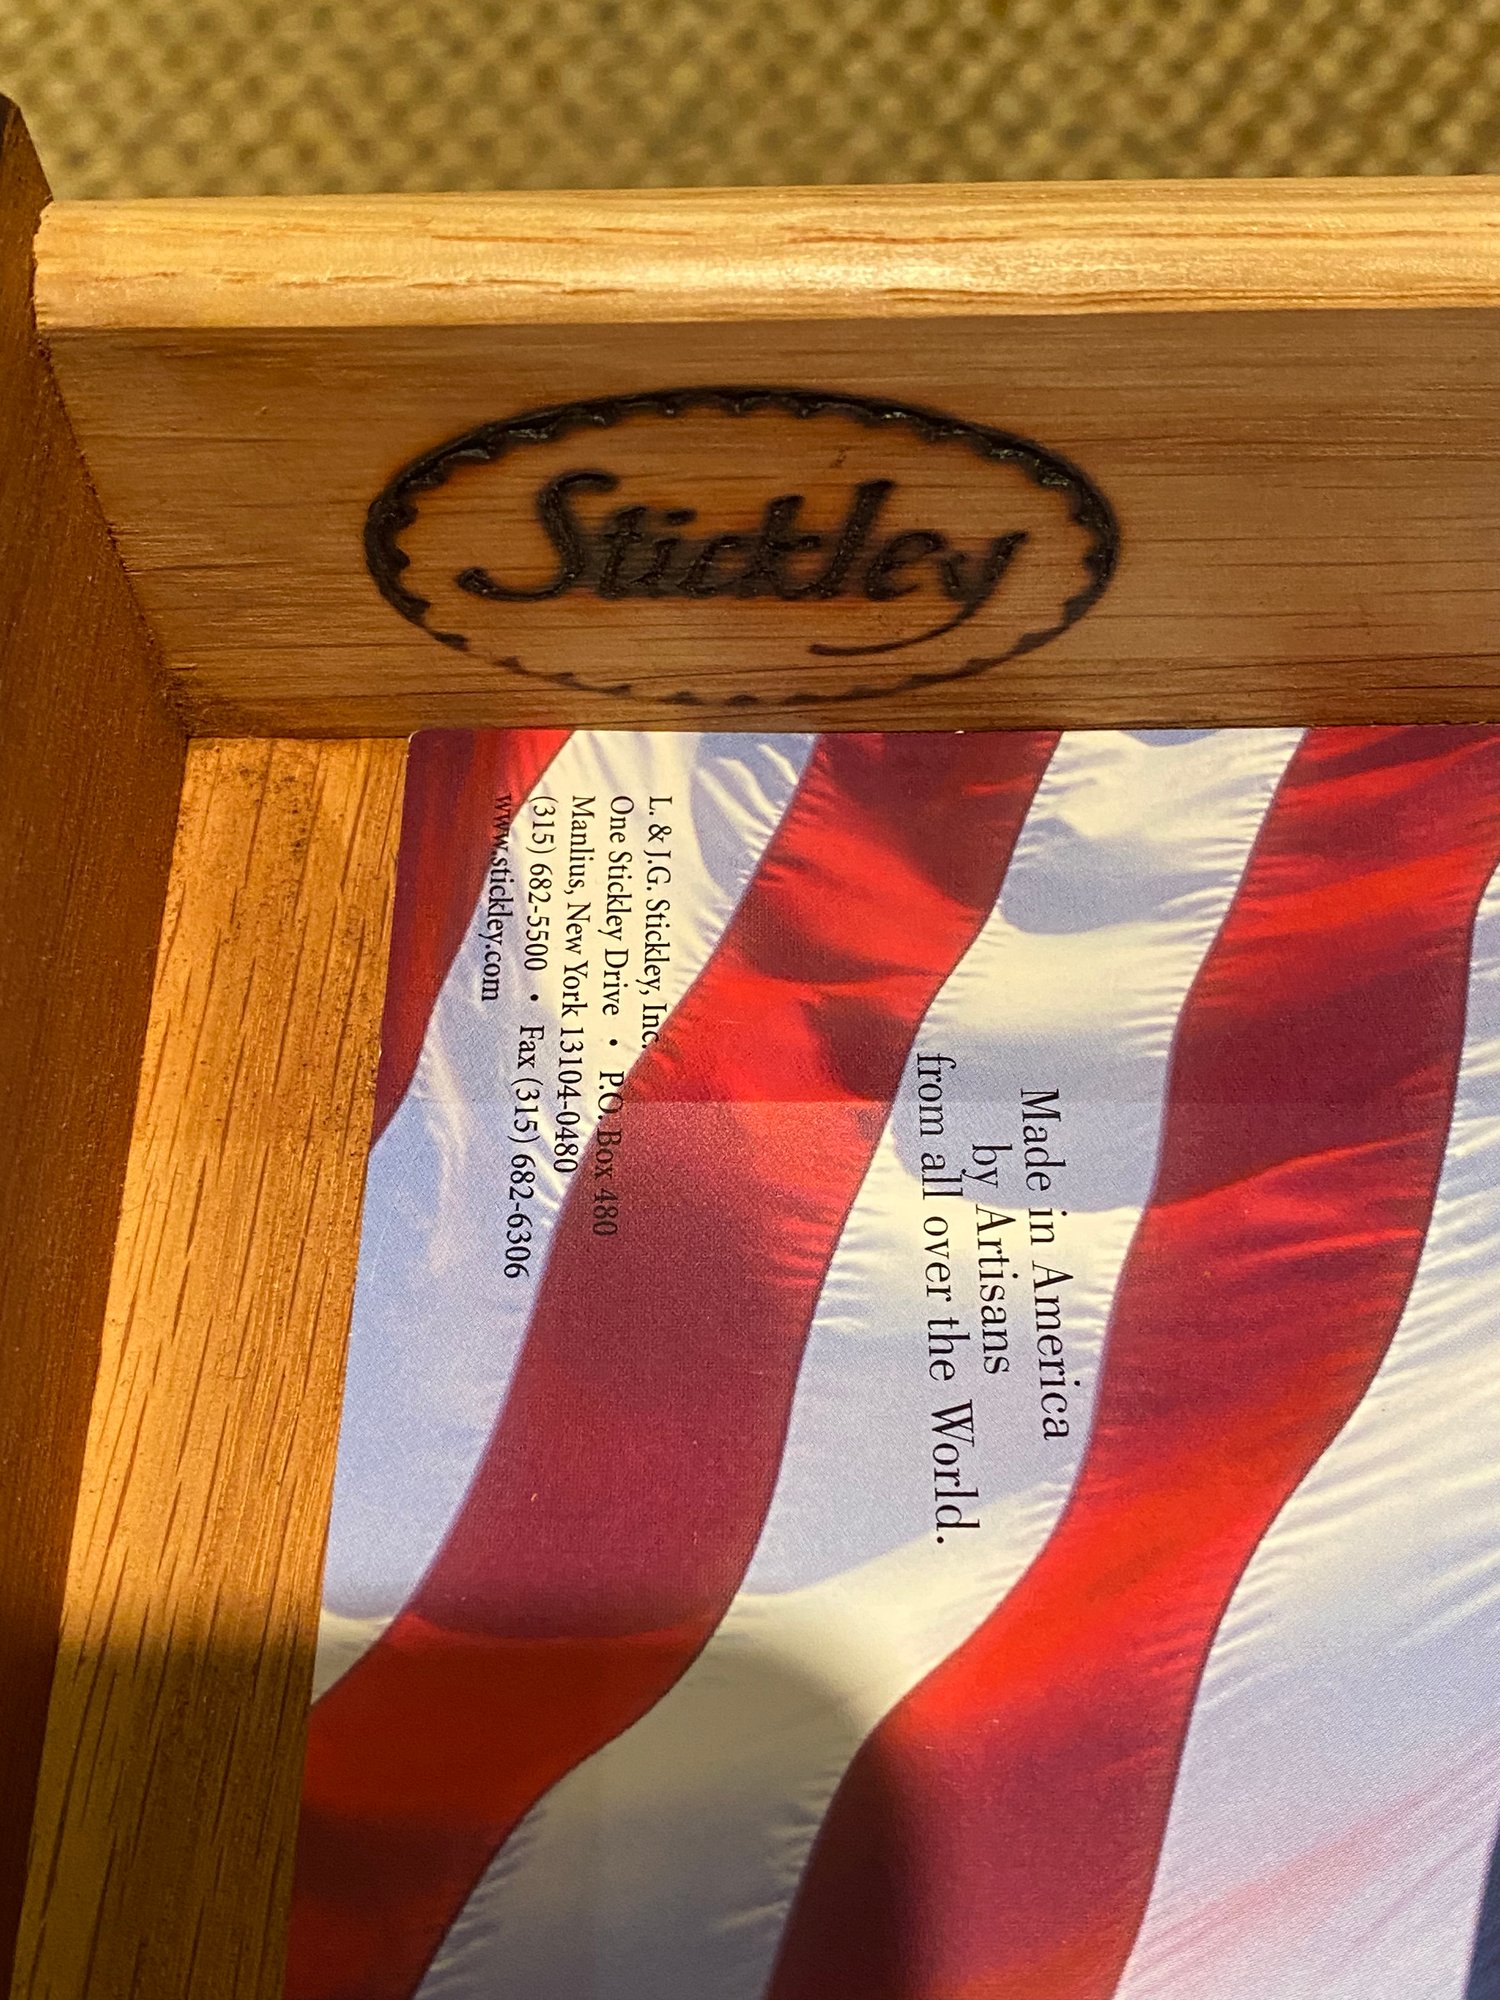 Stickley
Made in America
by Artisans
from all over the World.
L. & J.G. Stickley, Inc.
One Stickley Drive • P.O. Box 480
Manlius, New York 13104-0480
(315) 682-5500 • Fax (315) 682-6306
www.stickley.com